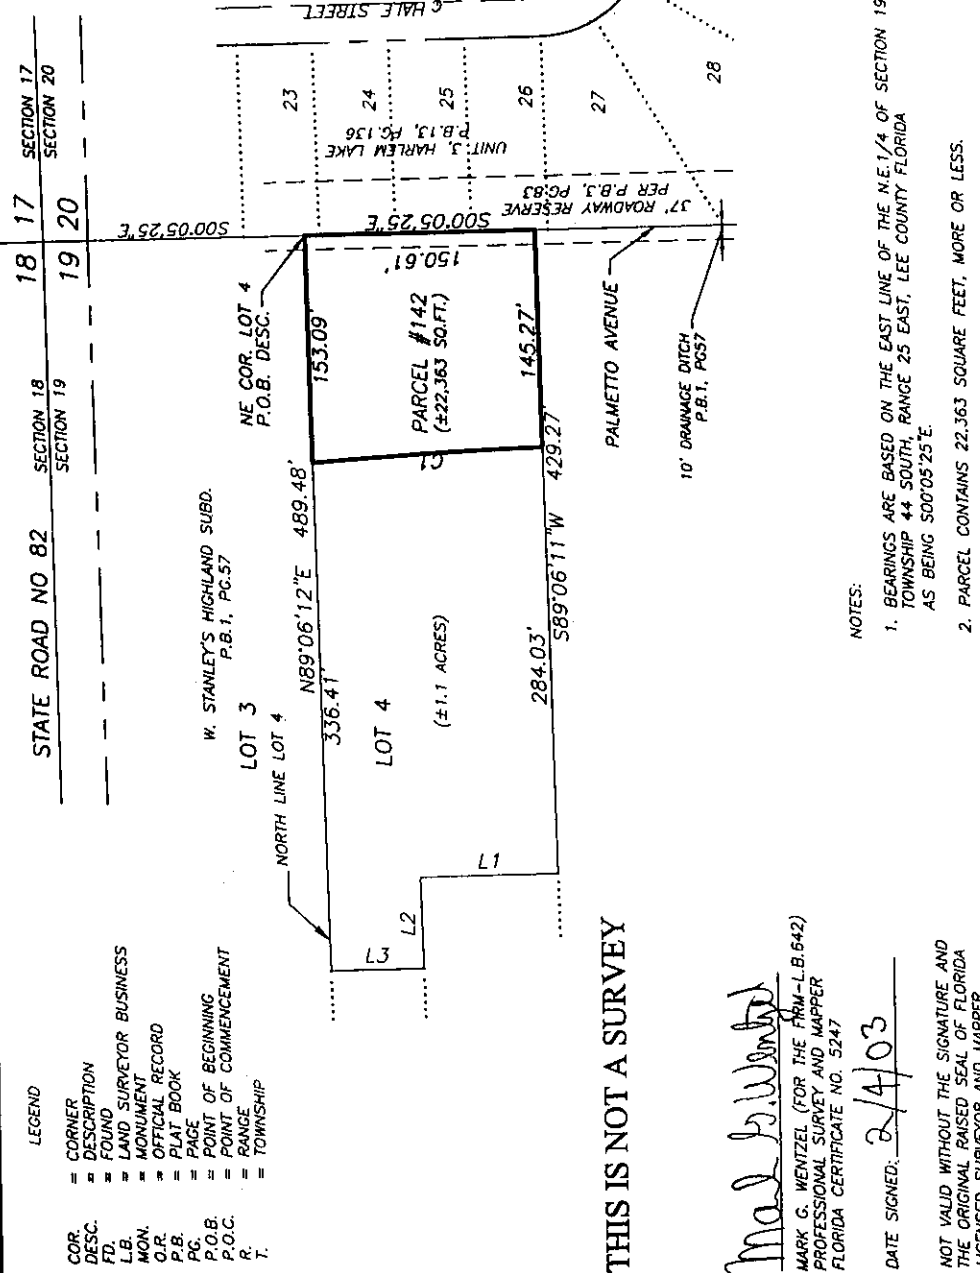 STATE ROAD NO 82
SECTION 18
SECTION 19
18
19
17
20
SECTION 17
SECTION 20
S00°05'25"E
W. STANLEY'S HIGHLAND SUBD.
P.B.1, PG.57
LOT 3
NORTH LINE LOT 4
NE COR. LOT 4
P.O.B. DESC.
N89°06'12"E 489.48'
336.41'
153.09'
LOT 4
(±1.1 ACRES)
PARCEL #142
(±22,363 SQ.FT.)
C1
150.61'
S00°05'25"E
145.27'
284.03'
S89°06'11"W 429.27'
L1
L2
L3
37' ROADWAY RESERVE
PER P.B.3, PG.83
UNIT 3, HARLEM LAKE
P.B.13, PG.136
23
24
25
26
27
28
℄ HALE STREET
PALMETTO AVENUE
10' DRAINAGE DITCH
P.B.1, PG57
LEGEND
COR. = CORNER
DESC. = DESCRIPTION
FD. = FOUND
L.B. = LAND SURVEYOR BUSINESS
MON. = MONUMENT
O.R. = OFFICIAL RECORD
P.B. = PLAT BOOK
PG. = PAGE
P.O.B. = POINT OF BEGINNING
P.O.C. = POINT OF COMMENCEMENT
R. = RANGE
T. = TOWNSHIP
THIS IS NOT A SURVEY
NOTES:
1. BEARINGS ARE BASED ON THE EAST LINE OF THE N.E.1/4 OF SECTION 19
TOWNSHIP 44 SOUTH, RANGE 25 EAST, LEE COUNTY FLORIDA
AS BEING S00°05'25"E.
2. PARCEL CONTAINS 22,363 SQUARE FEET, MORE OR LESS.
Mark G. Wentzel
MARK G. WENTZEL (FOR THE FIRM-L.B.642)
PROFESSIONAL SURVEY AND MAPPER
FLORIDA CERTIFICATE NO. 5247
DATE SIGNED: 2/4/03
NOT VALID WITHOUT THE SIGNATURE AND
THE ORIGINAL RAISED SEAL OF FLORIDA
LICENSED SURVEYOR AND MAPPER